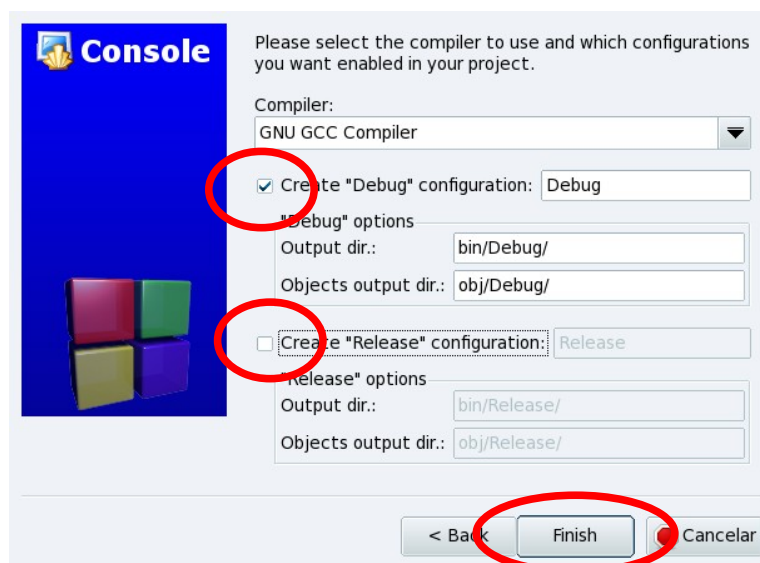 Console
Please select the compiler to use and which configurations
you want enabled in your project.
Compiler:
GNU GCC Compiler
Create "Debug" configuration: Debug
"Debug" options
Output dir.: bin/Debug/
Objects output dir.: obj/Debug/
Create "Release" configuration: Release
"Release" options
Output dir.: bin/Release/
Objects output dir.: obj/Release/
< Back Finish Cancelar